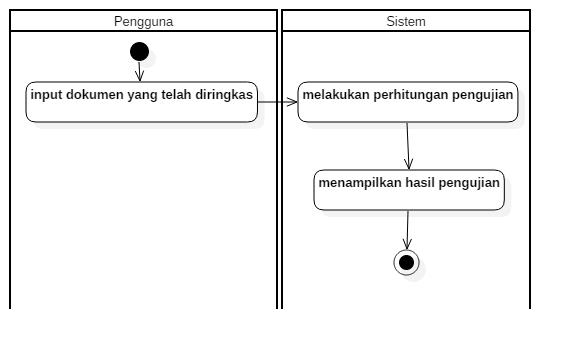 Pengguna
Sistem
input dokumen yang telah diringkas
melakukan perhitungan pengujian
menampilkan hasil pengujian